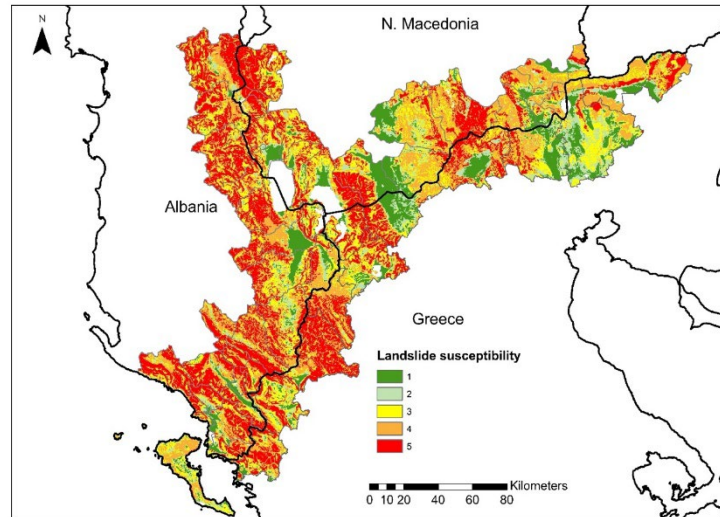 N
N. Macedonia
Albania
Greece
Landslide susceptibility
1
2
3
4
5
Kilometers
0 10 20 40 60 80